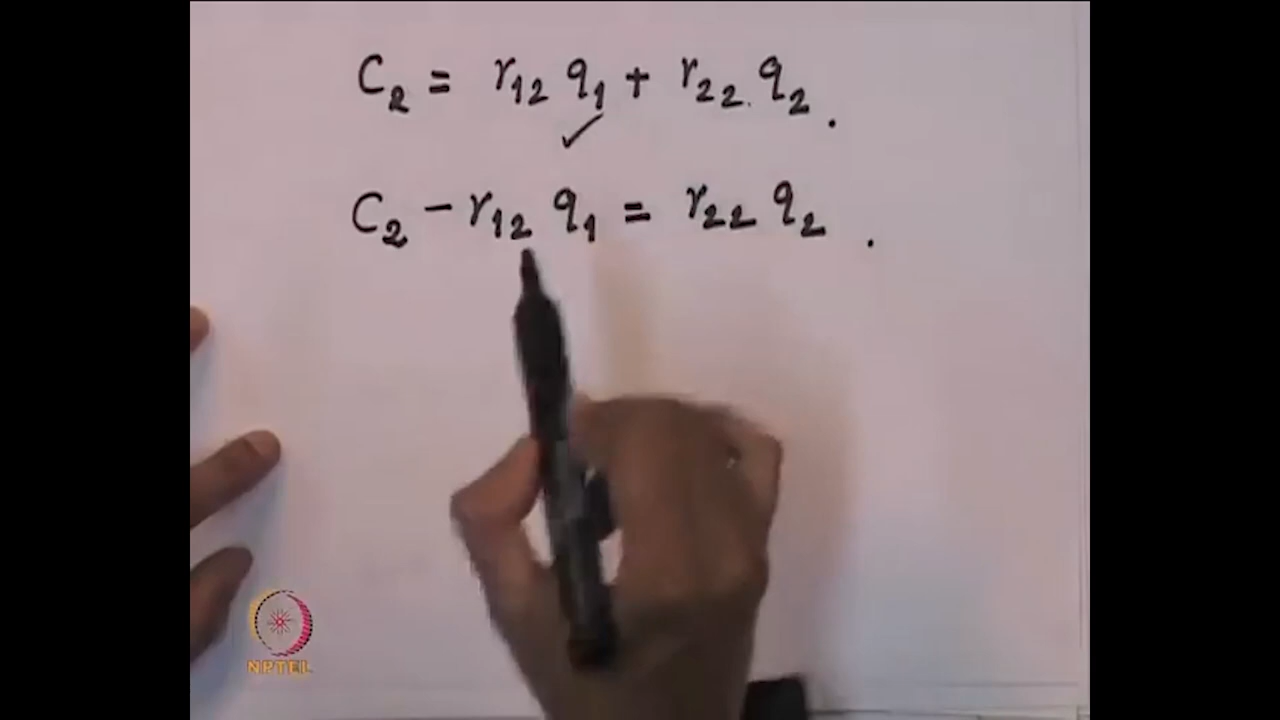 C₂ = r₁₂ q₁ + r₂₂ q₂ .
✓
C₂ − r₁₂ q₁ = r₂₂ q₂ .
NPTEL